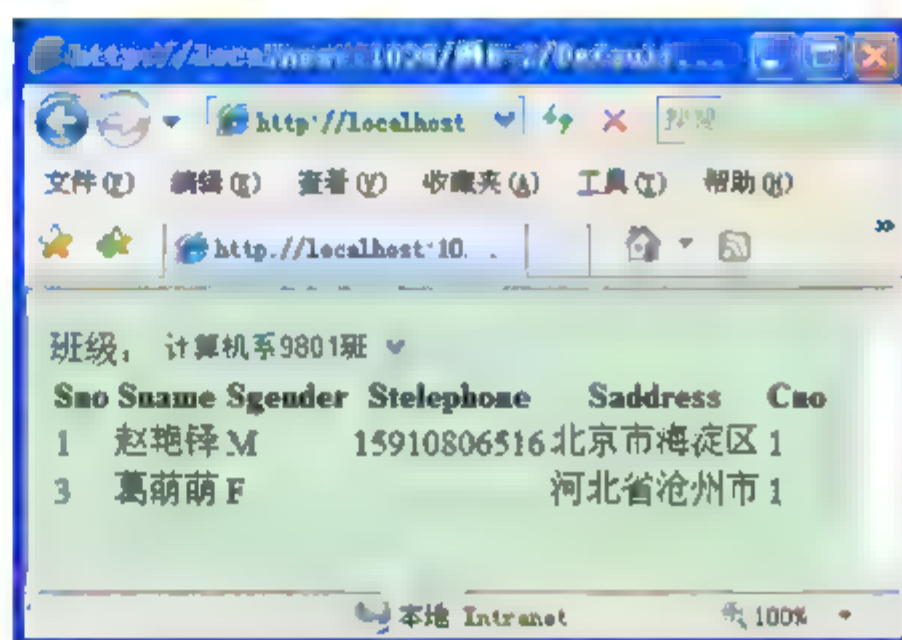 http://localhost
文件(F) 编辑(E) 查看(V) 收藏夹(A) 工具(T) 帮助(H)
http://localhost:10...
班级: 计算机系9801班
Sno Sname Sgender Stelephone Saddress Cno
1 赵艳铎 M 15910806516 北京市海淀区 1
3 葛萌萌 F 河北省沧州市 1
本地 Intranet 100%